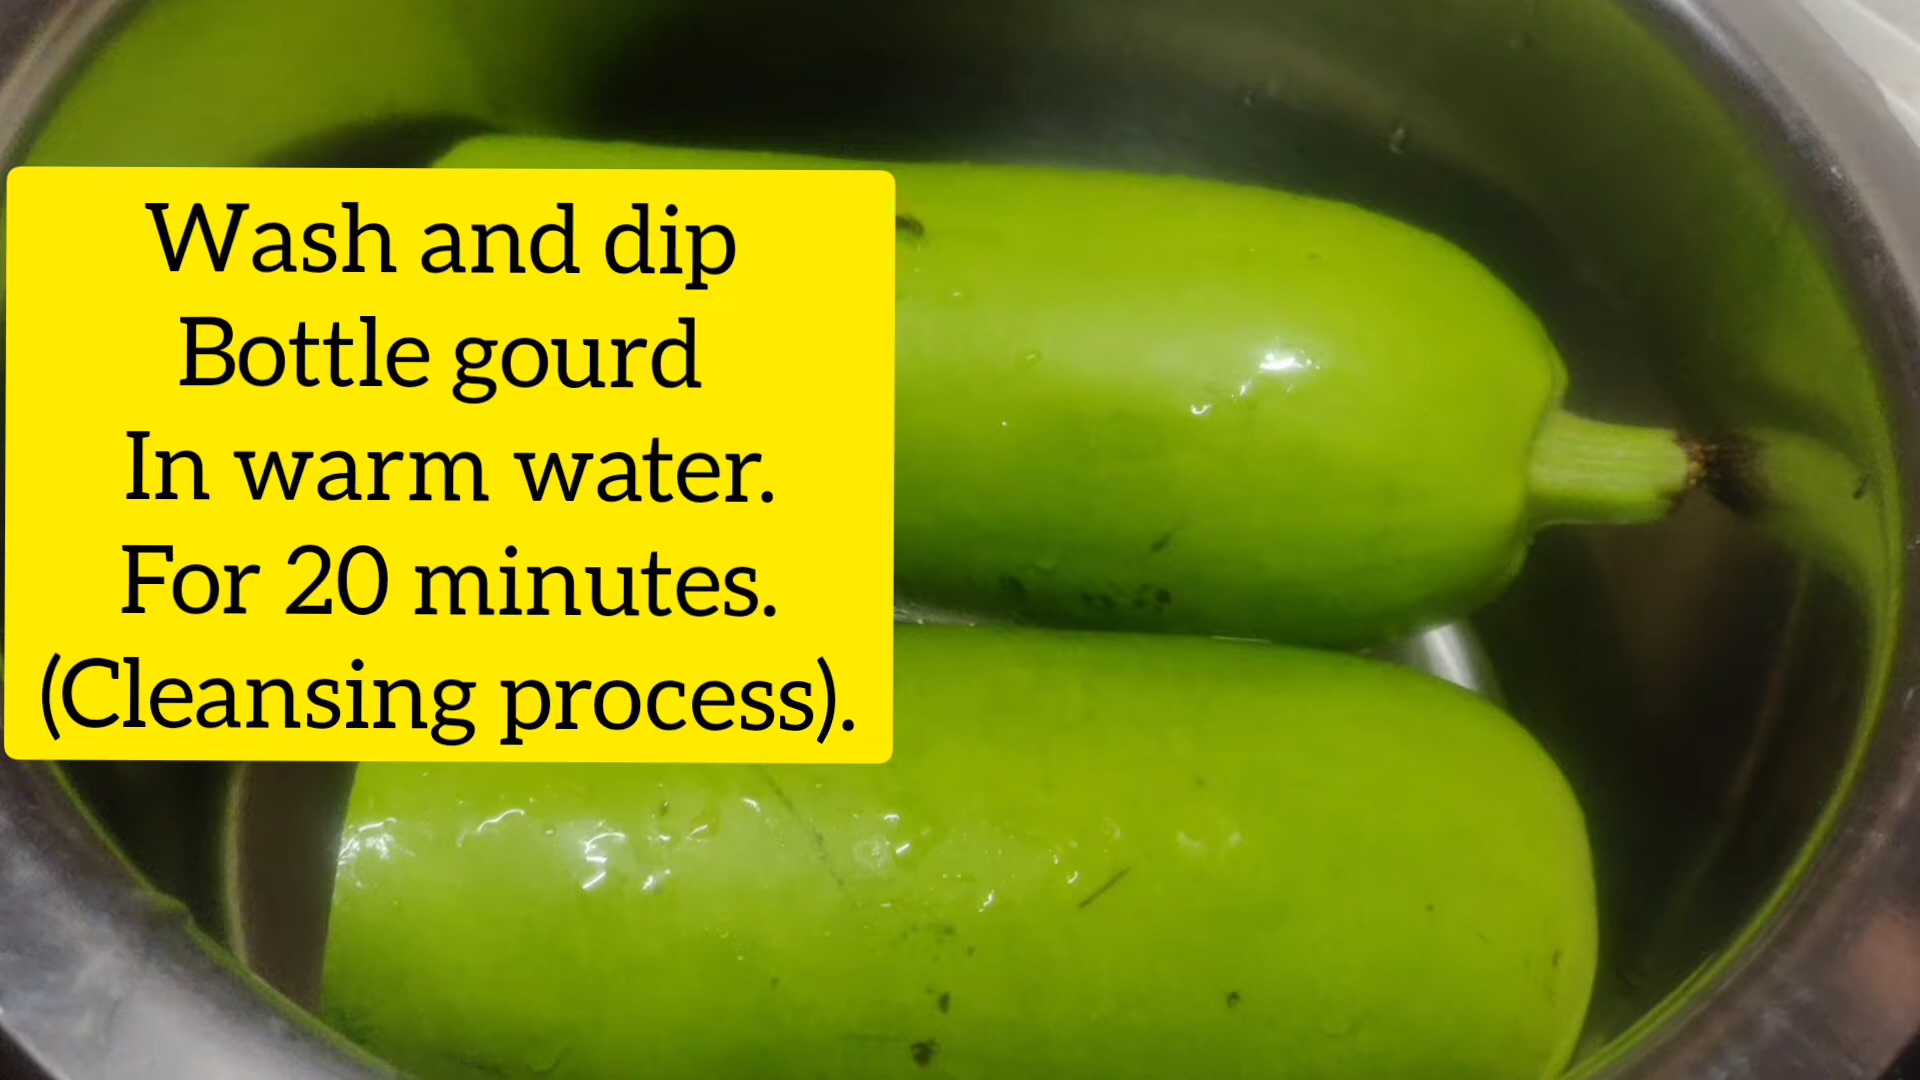 Wash and dip
Bottle gourd
In warm water.
For 20 minutes.
(Cleansing process).